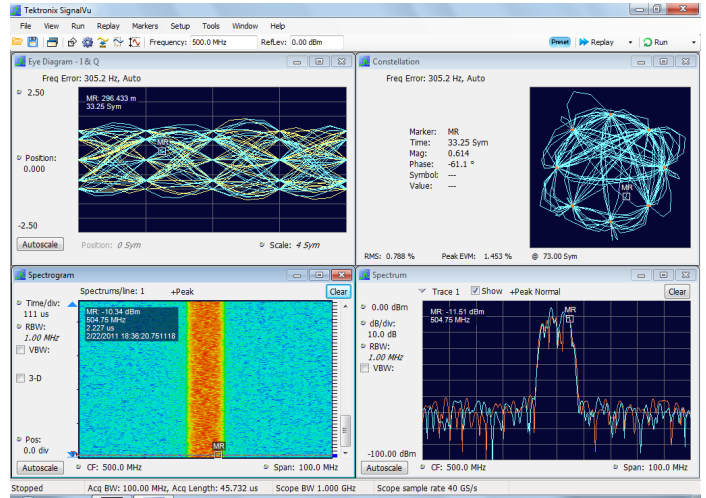 Tektronix SignalVu
File View Run Replay Markers Setup Tools Window Help
Frequency: 500.0 MHz RefLev: 0.00 dBm Preset Replay Run
Eye Diagram - I & Q
Freq Error: 305.2 Hz, Auto
2.50
MR: 296.433 m
33.25 Sym
MR
Position:
0.000
-2.50
Autoscale Position: 0 Sym Scale: 4 Sym
Constellation
Freq Error: 305.2 Hz, Auto
Marker: MR
Time: 33.25 Sym
Mag: 0.614
Phase: -61.1 °
Symbol: ---
Value: ---
MR
RMS: 0.788 % Peak EVM: 1.453 % @ 73.00 Sym
Spectrogram
Spectrums/line: 1 +Peak Clear
Time/div:
111 us
RBW:
1.00 MHz
VBW:
3-D
Pos:
0.0 div
MR: -10.34 dBm
504.75 MHz
2.227 us
2/22/2011 18:36:20.751118
MR
Autoscale CF: 500.0 MHz Span: 100.0 MHz
Spectrum
Trace 1 Show +Peak Normal Clear
0.00 dBm
dB/div:
10.0 dB
RBW:
1.00 MHz
VBW:
MR: -11.51 dBm
504.75 MHz
MR
-100.00 dBm
Autoscale CF: 500.0 MHz Span: 100.0 MHz
Stopped Acq BW: 100.00 MHz, Acq Length: 45.732 us Scope BW 1.000 GHz Scope sample rate 40 GS/s